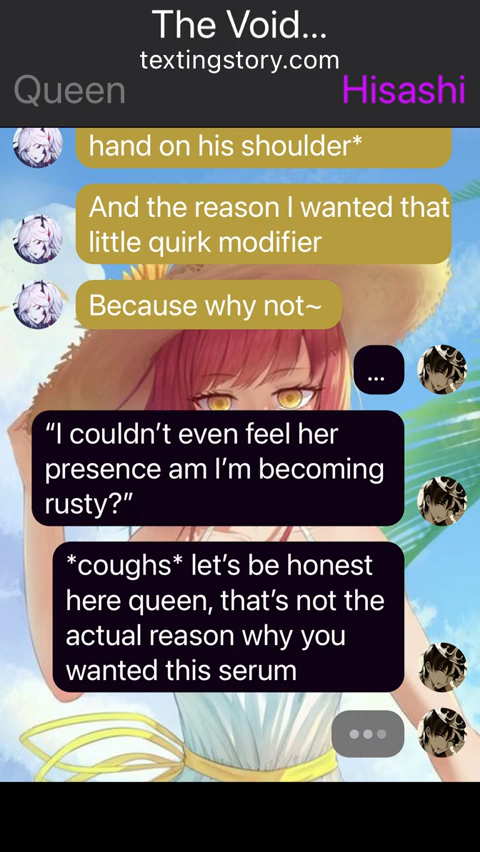 The Void...
textingstory.com
Queen
Hisashi
hand on his shoulder*
And the reason I wanted that
little quirk modifier
Because why not~
...
“I couldn’t even feel her
presence am I’m becoming
rusty?”
*coughs* let’s be honest
here queen, that’s not the
actual reason why you
wanted this serum